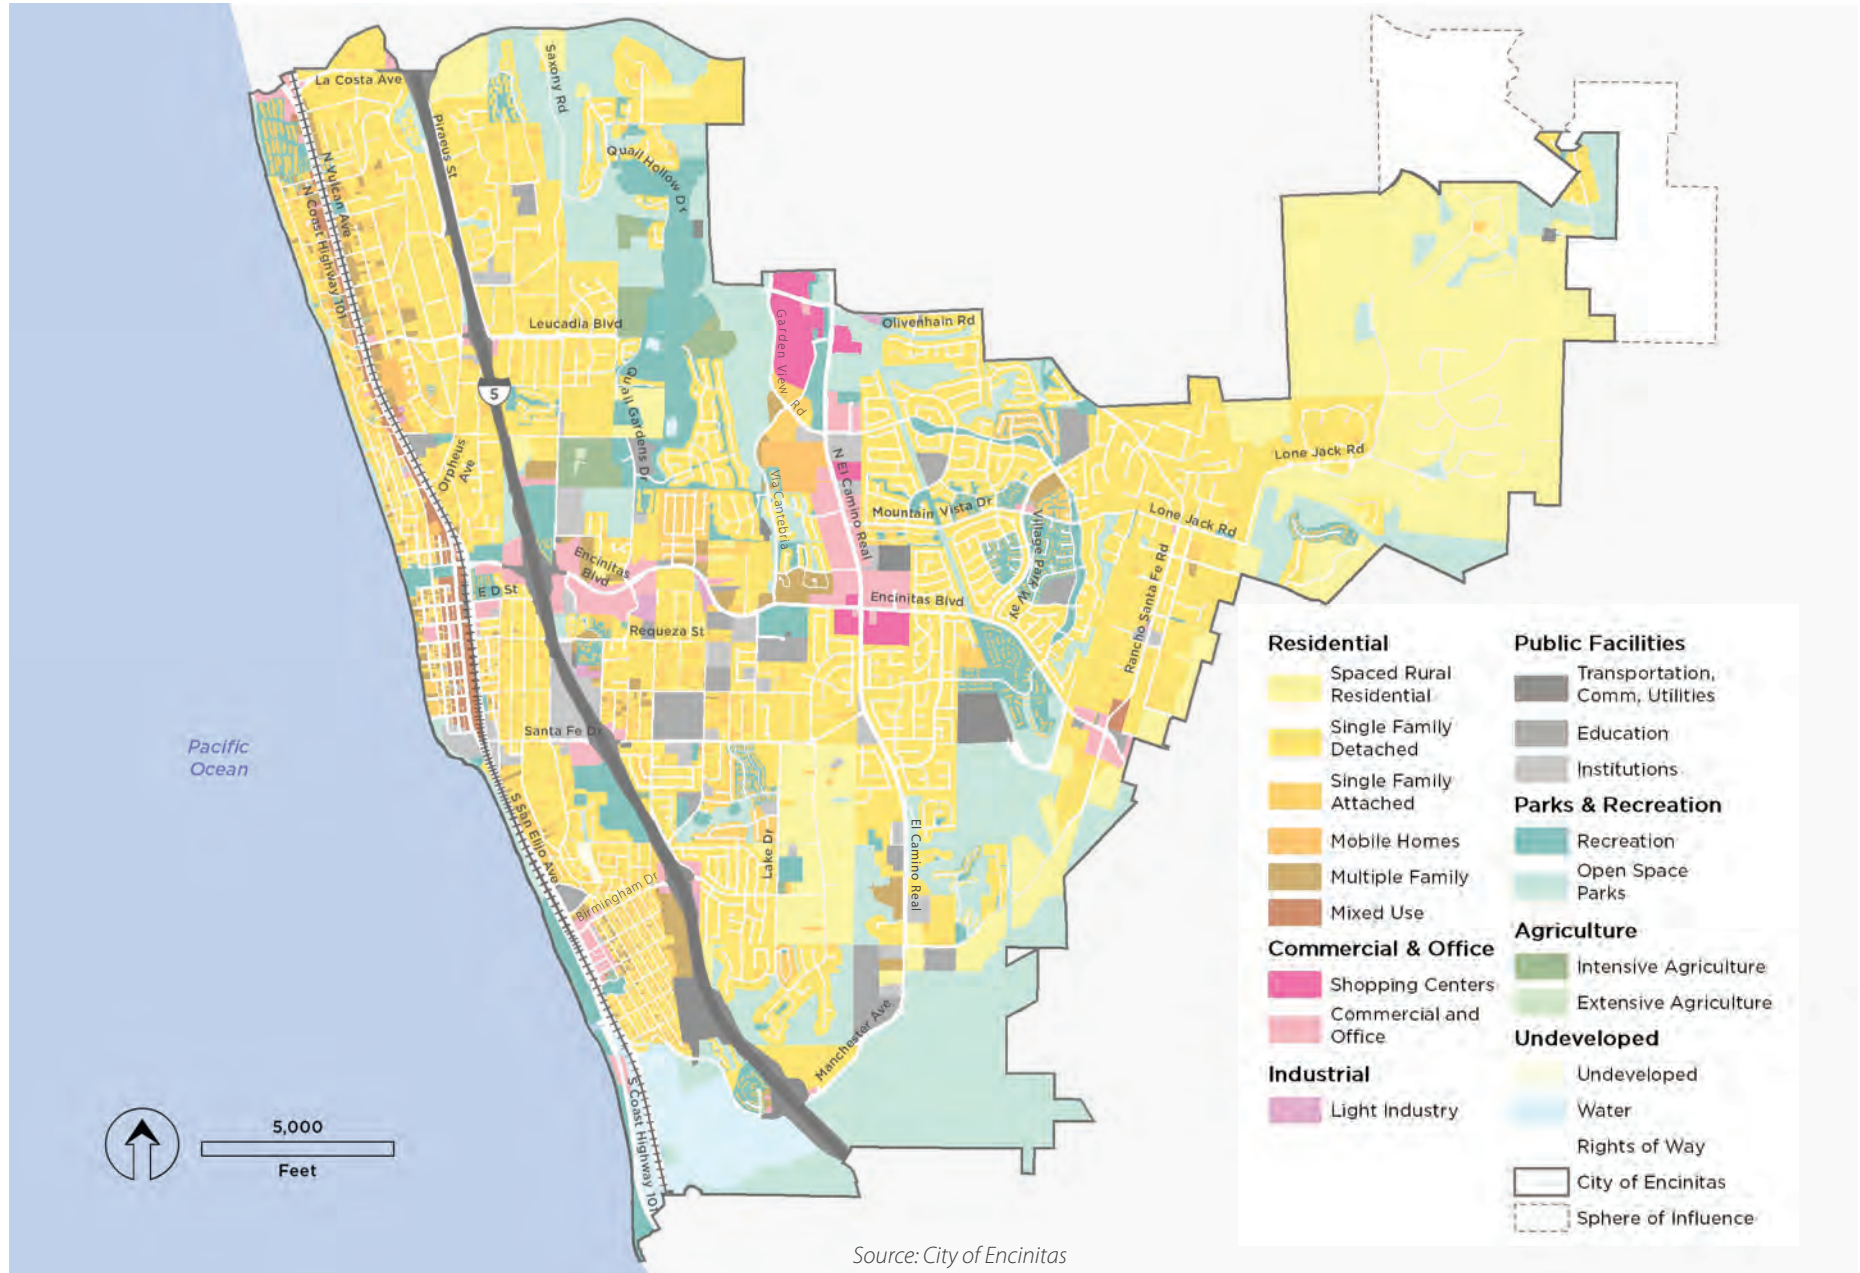 La Costa Ave
Saxony Rd
Piraeus St
Quail Hollow Dr
N Vulcan Ave
N Coast Highway 101
Leucadia Blvd
Garden View Rd
Olivenhain Rd
5
Quail Gardens Dr
Orpheus
Ave
Lone Jack Rd
N El Camino Real
Via Cantebria
Mountain Vista Dr
Village Park Way
Lone Jack Rd
Rancho Santa Fe Rd
Encinitas
Blvd
E D St
Encinitas Blvd
Requeza St
Santa Fe Dr
Pacific
Ocean
S San Elijo Ave
Lake Dr
El Camino Real
Birmingham Dr
Manchester Ave
S Coast Highway 101
5,000
Feet
Residential
Spaced Rural
Residential
Single Family
Detached
Single Family
Attached
Mobile Homes
Multiple Family
Mixed Use
Commercial & Office
Shopping Centers
Commercial and
Office
Industrial
Light Industry
Public Facilities
Transportation,
Comm, Utilities
Education
Institutions
Parks & Recreation
Recreation
Open Space
Parks
Agriculture
Intensive Agriculture
Extensive Agriculture
Undeveloped
Undeveloped
Water
Rights of Way
City of Encinitas
Sphere of Influence
Source: City of Encinitas